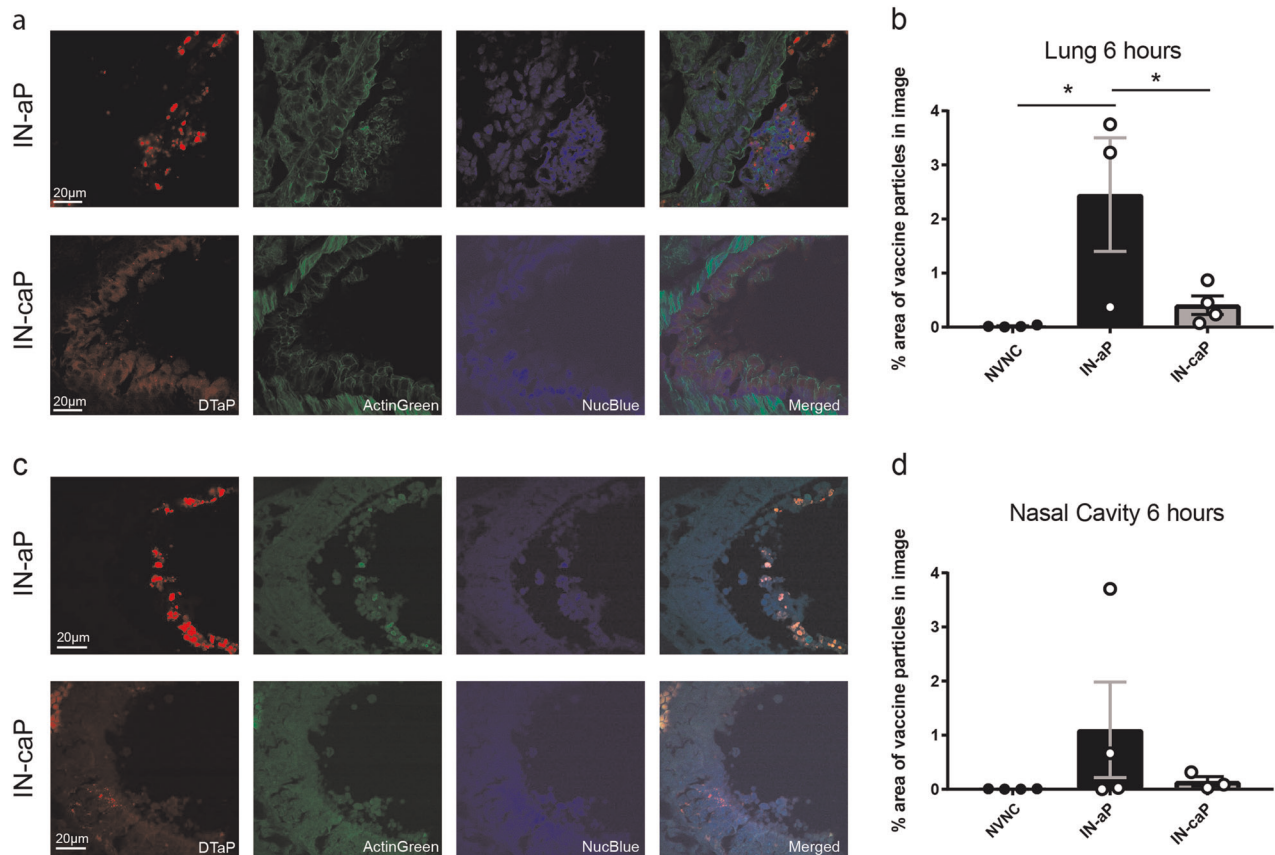 a
IN-aP
20µm
IN-caP
20µm
DTaP
ActinGreen
NucBlue
Merged
b
Lung 6 hours
*
*
% area of vaccine particles in image
4
3
2
1
0
NVNC
IN-aP
IN-caP
c
IN-aP
20µm
IN-caP
20µm
DTaP
ActinGreen
NucBlue
Merged
d
Nasal Cavity 6 hours
% area of vaccine particles in image
4
3
2
1
0
NVNC
IN-aP
IN-caP